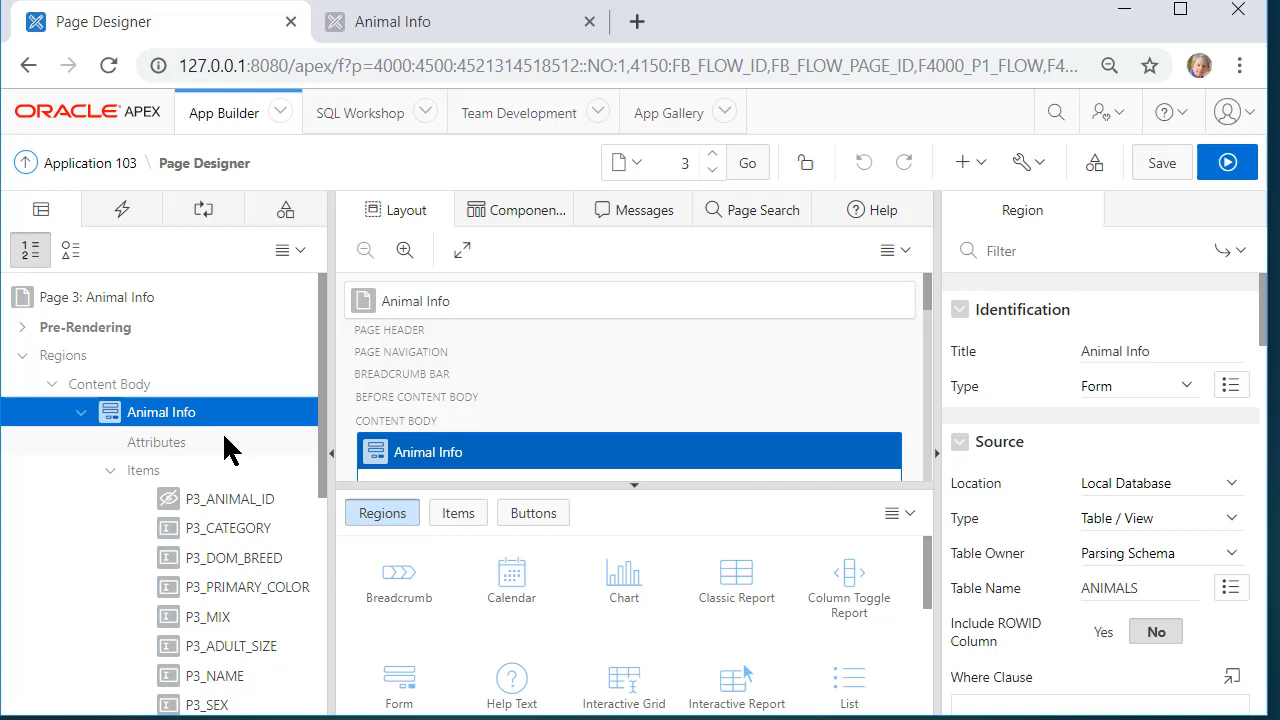 Page Designer
Animal Info
127.0.0.1:8080/apex/f?p=4000:4500:4521314518512::NO:1,4150:FB_FLOW_ID,FB_FLOW_PAGE_ID,F4000_P1_FLOW,F4...
ORACLE APEX
App Builder
SQL Workshop
Team Development
App Gallery
Application 103 \ Page Designer
3
Go
Save
Layout
Componen...
Messages
Page Search
Help
Region
Filter
Page 3: Animal Info
Pre-Rendering
Regions
Content Body
Animal Info
Attributes
Items
P3_ANIMAL_ID
P3_CATEGORY
P3_DOM_BREED
P3_PRIMARY_COLOR
P3_MIX
P3_ADULT_SIZE
P3_NAME
P3_SEX
Animal Info
PAGE HEADER
PAGE NAVIGATION
BREADCRUMB BAR
BEFORE CONTENT BODY
CONTENT BODY
Animal Info
Regions
Items
Buttons
Breadcrumb
Calendar
Chart
Classic Report
Column Toggle
Report
Form
Help Text
Interactive Grid
Interactive Report
List
Identification
Title
Animal Info
Type
Form
Source
Location
Local Database
Type
Table / View
Table Owner
Parsing Schema
Table Name
ANIMALS
Include ROWID
Column
Yes
No
Where Clause